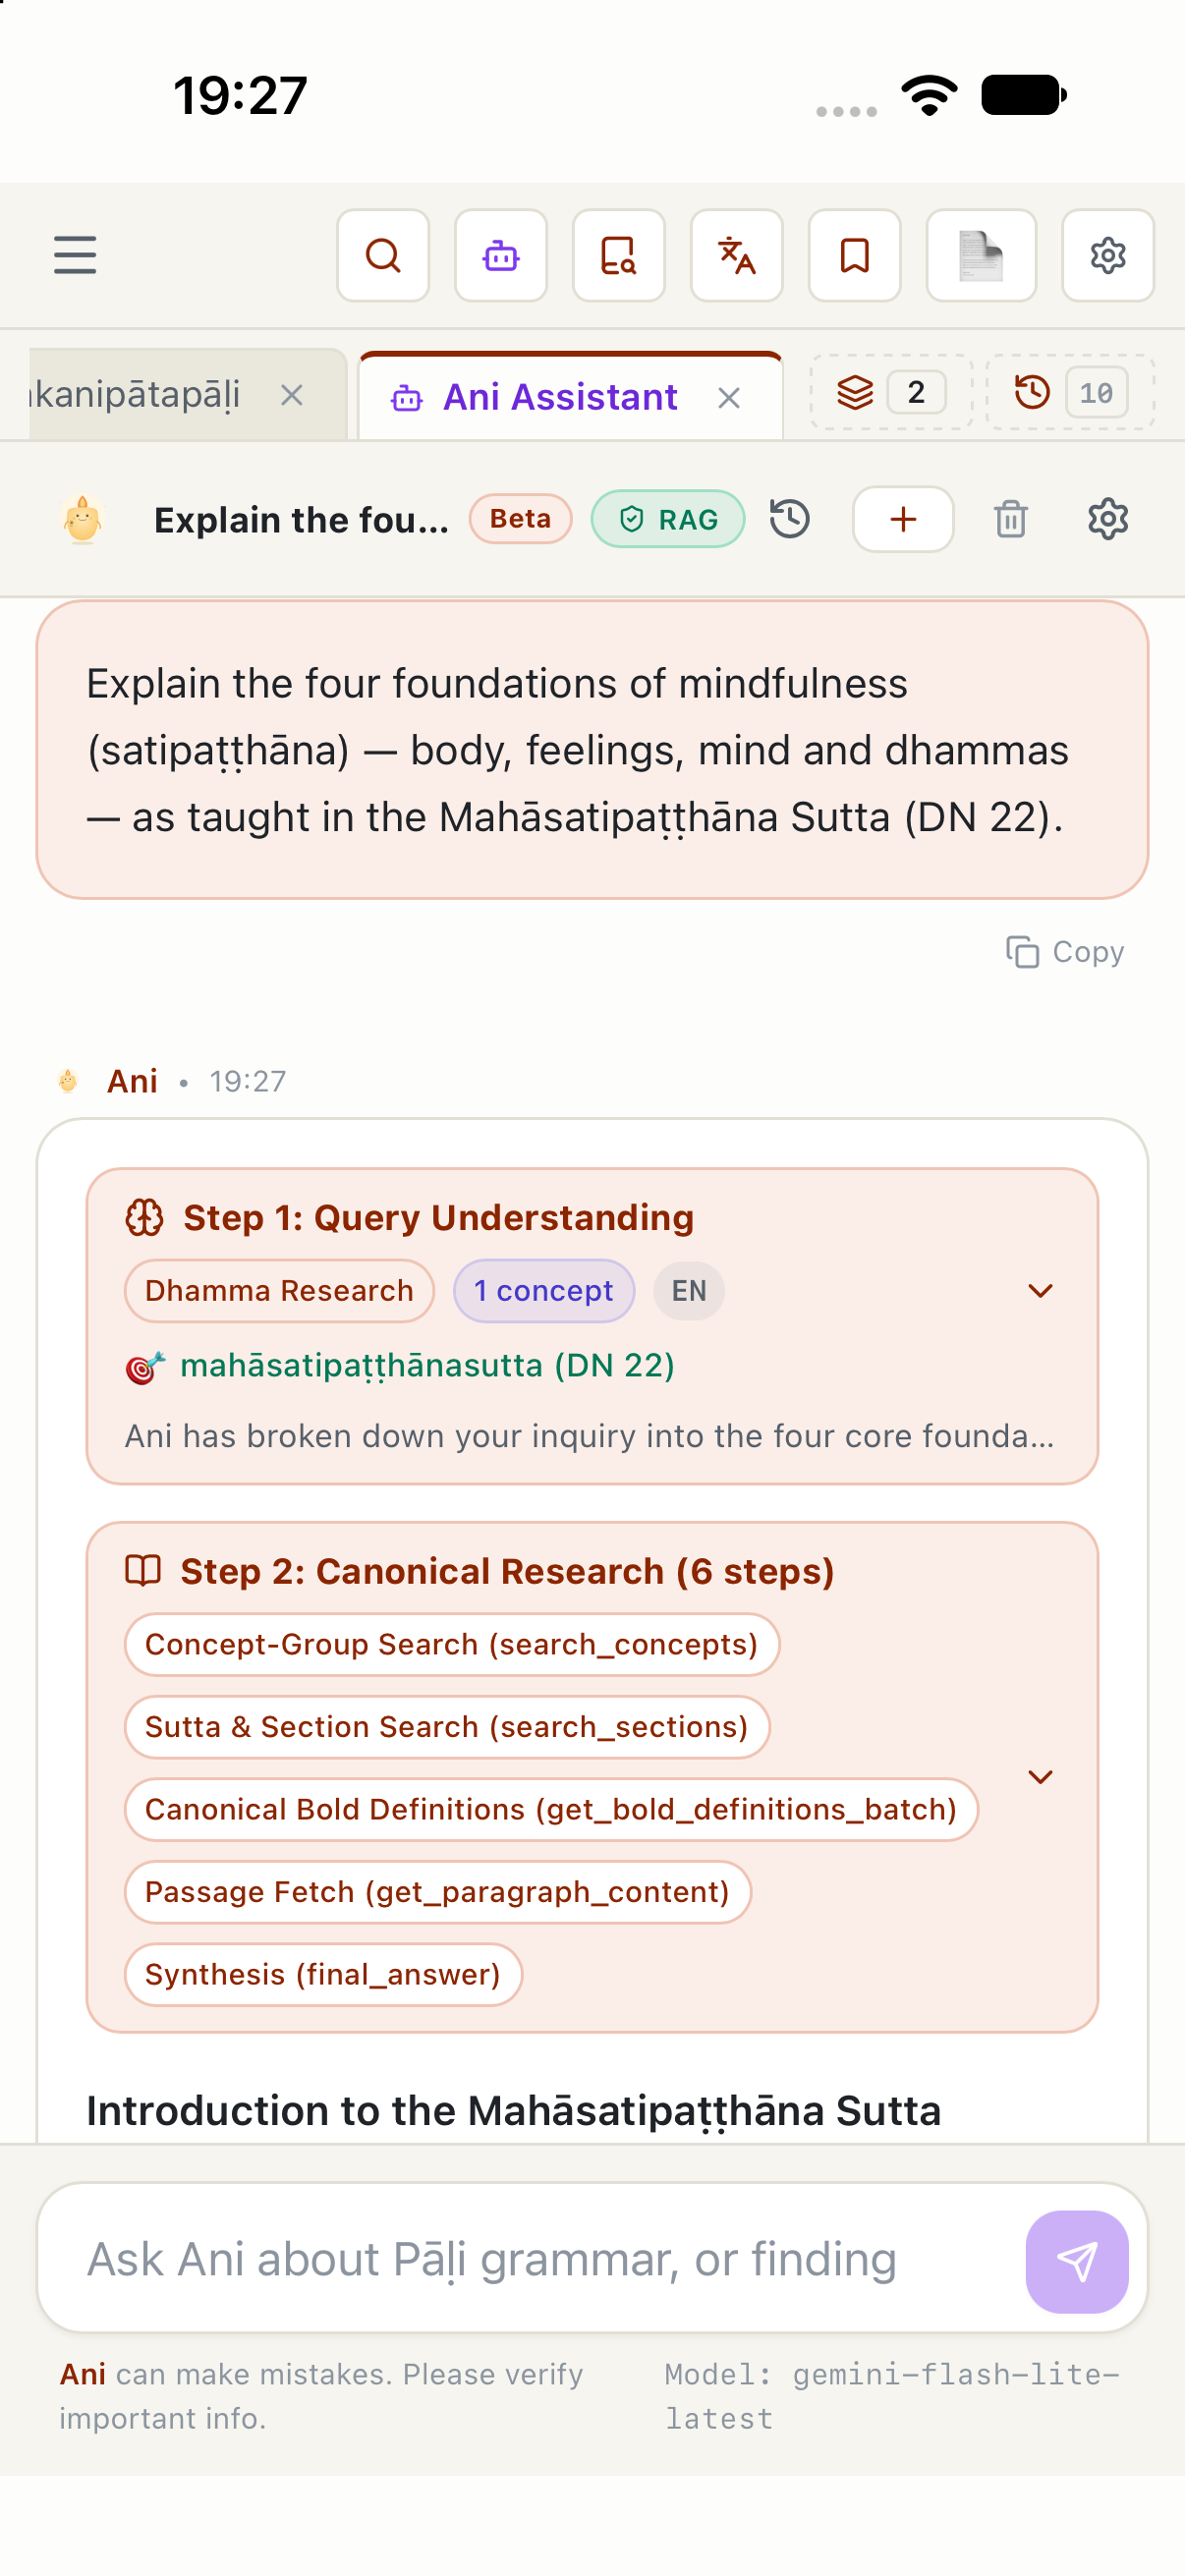 19:27
kanipātapāḷi
Ani Assistant
2
10
Explain the fou...
Beta
RAG
Explain the four foundations of mindfulness
(satipaṭṭhāna) — body, feelings, mind and dhammas
— as taught in the Mahāsatipaṭṭhāna Sutta (DN 22).
Copy
Ani • 19:27
Step 1: Query Understanding
Dhamma Research
1 concept
EN
mahāsatipaṭṭhānasutta (DN 22)
Ani has broken down your inquiry into the four core founda...
Step 2: Canonical Research (6 steps)
Concept-Group Search (search_concepts)
Sutta & Section Search (search_sections)
Canonical Bold Definitions (get_bold_definitions_batch)
Passage Fetch (get_paragraph_content)
Synthesis (final_answer)
Introduction to the Mahāsatipaṭṭhāna Sutta
Ask Ani about Pāḷi grammar, or finding
Ani can make mistakes. Please verify
important info.
Model: gemini-flash-lite-
latest